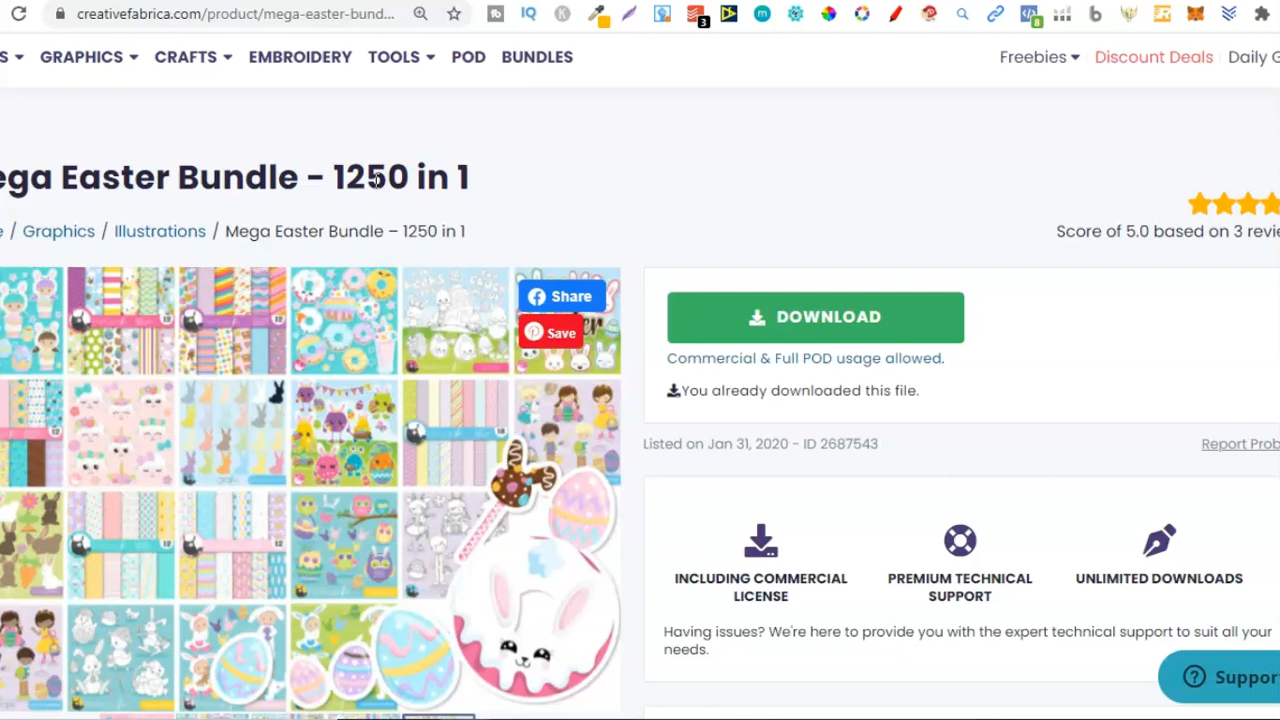 creativefabrica.com/product/mega-easter-bund...
3
8
S GRAPHICS CRAFTS EMBROIDERY TOOLS POD BUNDLES Freebies Discount Deals Daily G
ega Easter Bundle - 1250 in 1
e / Graphics / Illustrations / Mega Easter Bundle – 1250 in 1
Score of 5.0 based on 3 revie
Share
Save
DOWNLOAD
Commercial & Full POD usage allowed.
You already downloaded this file.
Listed on Jan 31, 2020 - ID 2687543
Report Prob
INCLUDING COMMERCIAL LICENSE
PREMIUM TECHNICAL SUPPORT
UNLIMITED DOWNLOADS
Having issues? We're here to provide you with the expert technical support to suit all your
needs.
Suppor